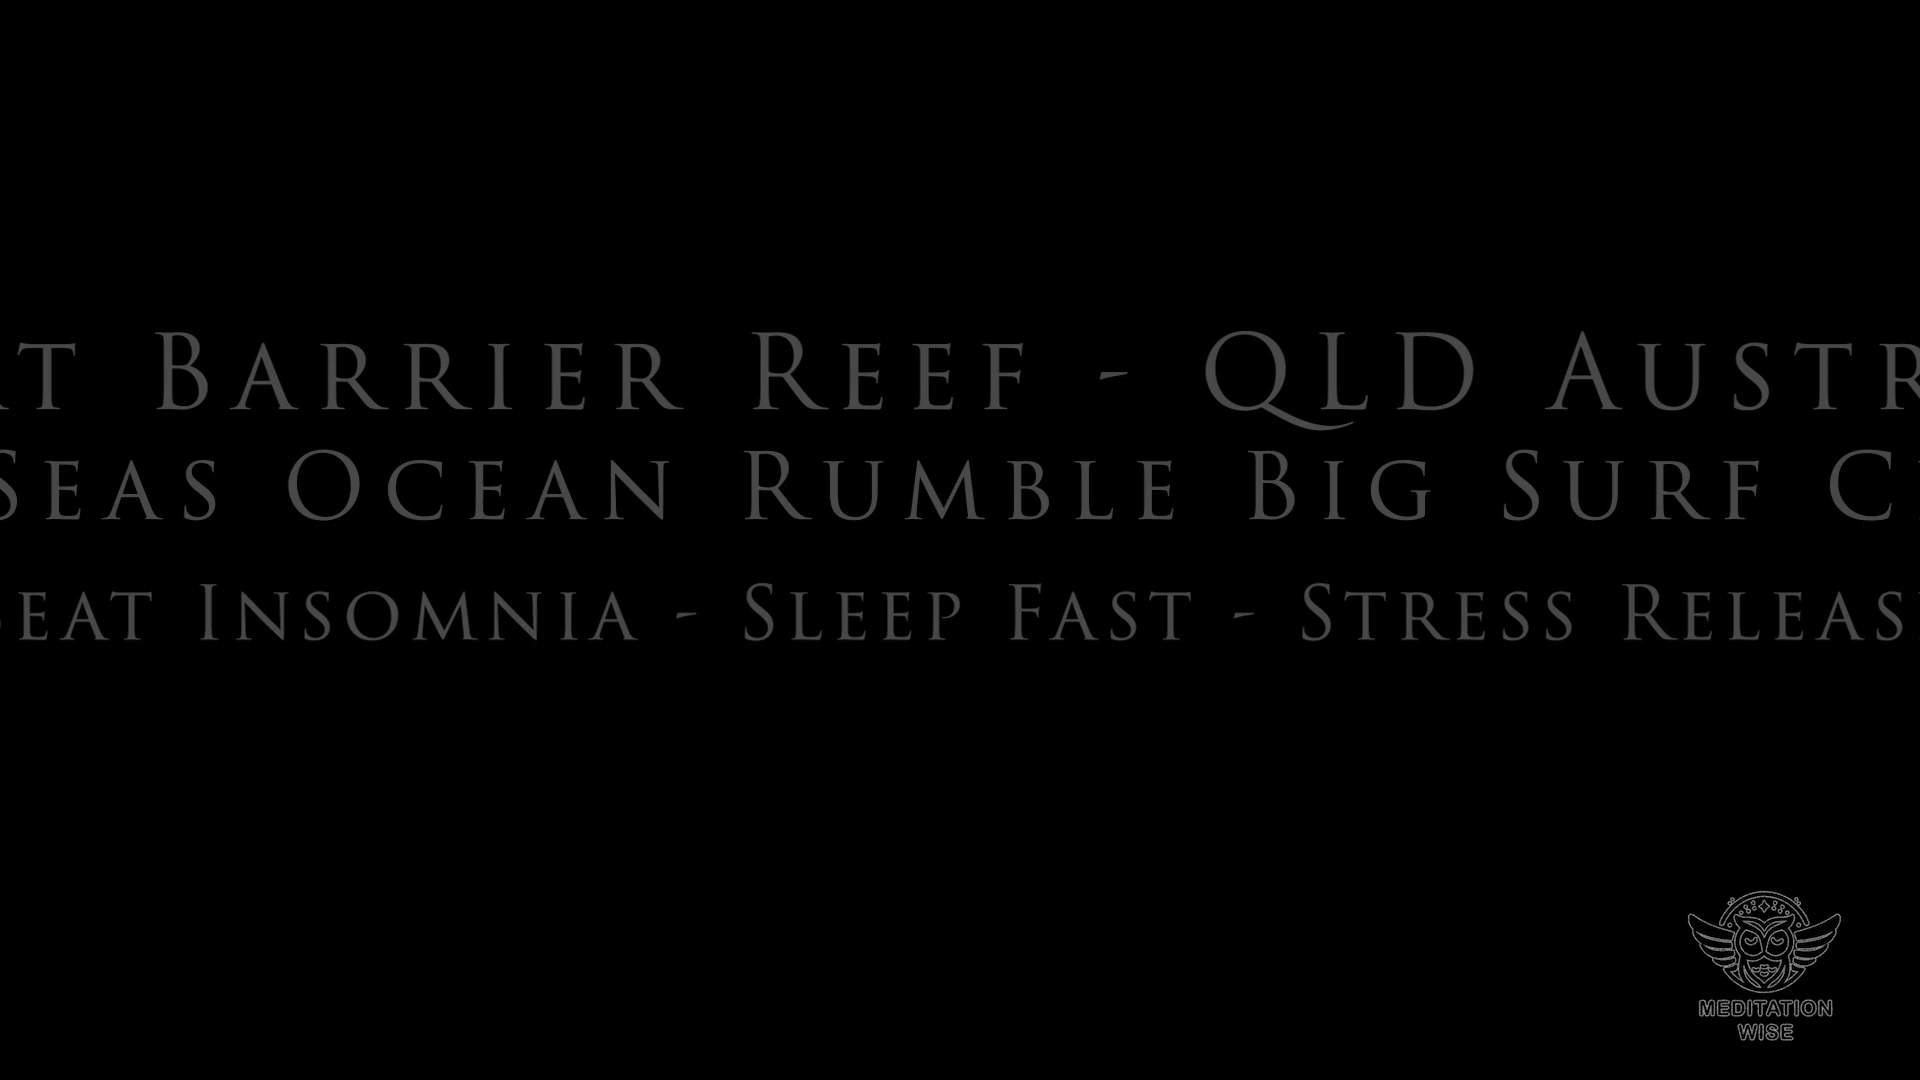 AT BARRIER REEF - QLD AUSTR
SEAS OCEAN RUMBLE BIG SURF C
EAT INSOMNIA - SLEEP FAST - STRESS RELEAS
MEDITATION
WISE